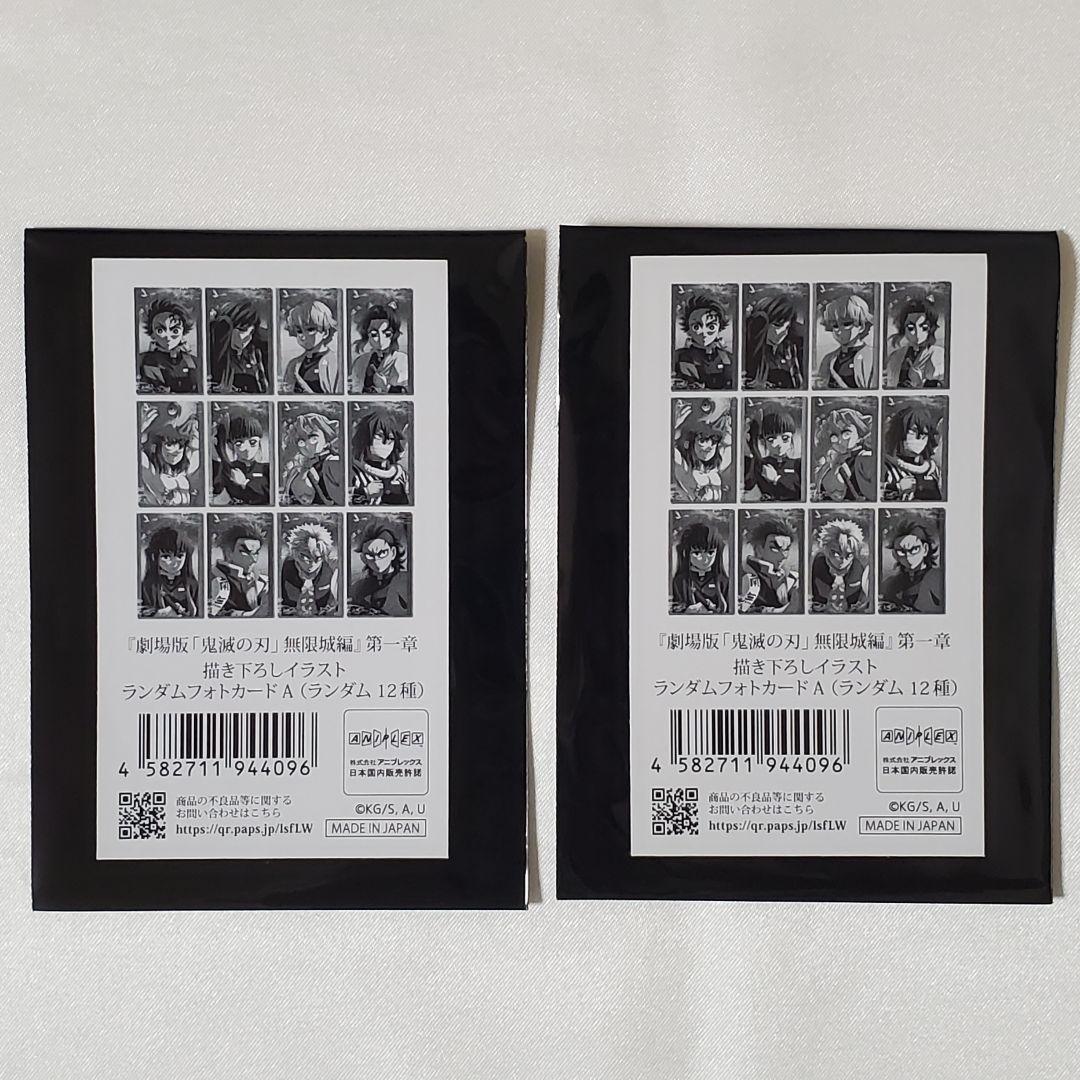 『劇場版「鬼滅の刃」無限城編』第一章
描き下ろしイラスト
ランダムフォトカード A（ランダム 12種）
4 582711 944096
ANIPLEX
株式会社アニプレックス
日本国内販売許諾
商品の不良品等に関する
お問い合わせはこちら
https://qr.paps.jp/lsfLW
©KG/S, A, U
MADE IN JAPAN
『劇場版「鬼滅の刃」無限城編』第一章
描き下ろしイラスト
ランダムフォトカード A（ランダム 12種）
4 582711 944096
ANIPLEX
株式会社アニプレックス
日本国内販売許諾
商品の不良品等に関する
お問い合わせはこちら
https://qr.paps.jp/lsfLW
©KG/S, A, U
MADE IN JAPAN